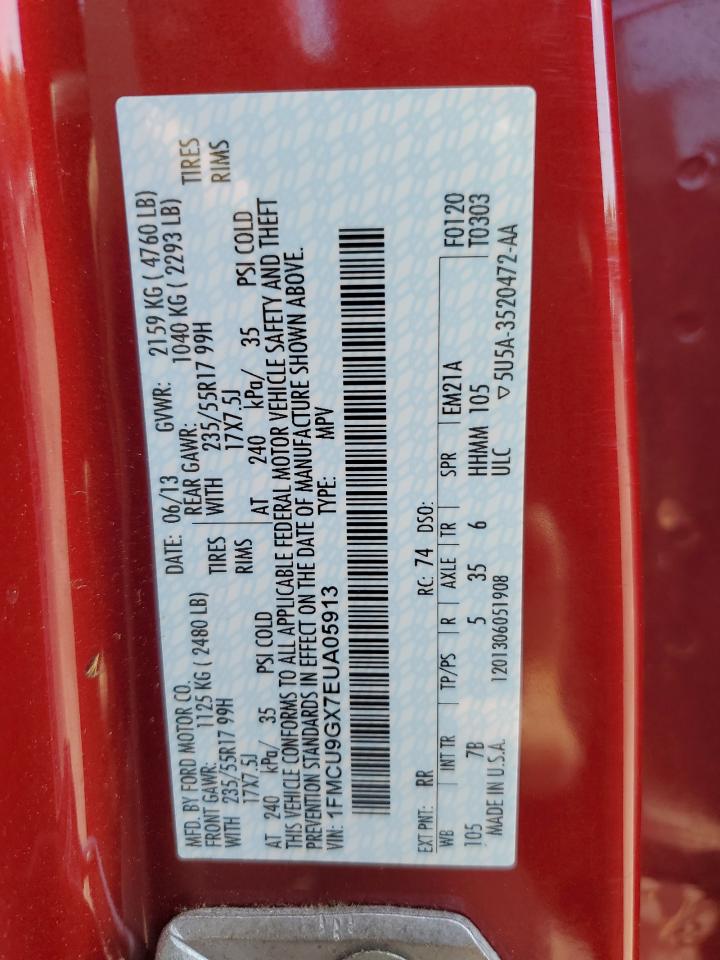 MFD. BY FORD MOTOR CO.
DATE: 06/13 GVWR: 2159 KG ( 4760 LB)
FRONT GAWR: 1125 KG ( 2480 LB) REAR GAWR: 1040 KG ( 2293 LB)
WITH 235/55R17 99H TIRES WITH 235/55R17 99H TIRES
17X7.5J RIMS 17X7.5J RIMS
AT 240 kPa/ 35 PSI COLD AT 240 kPa/ 35 PSI COLD
THIS VEHICLE CONFORMS TO ALL APPLICABLE FEDERAL MOTOR VEHICLE SAFETY AND THEFT
PREVENTION STANDARDS IN EFFECT ON THE DATE OF MANUFACTURE SHOWN ABOVE.
VIN: 1FMCU9GX7EUA05913 TYPE: MPV
EXT PNT: RR RC: 74 DSO: F0120
WB INT TR TP/PS R AXLE TR SPR EM21A T0303
105 7B 5 35 6 HHMM 105
ULC
MADE IN U.S.A. 1201306051908 ▽5U5A-3520472-AA